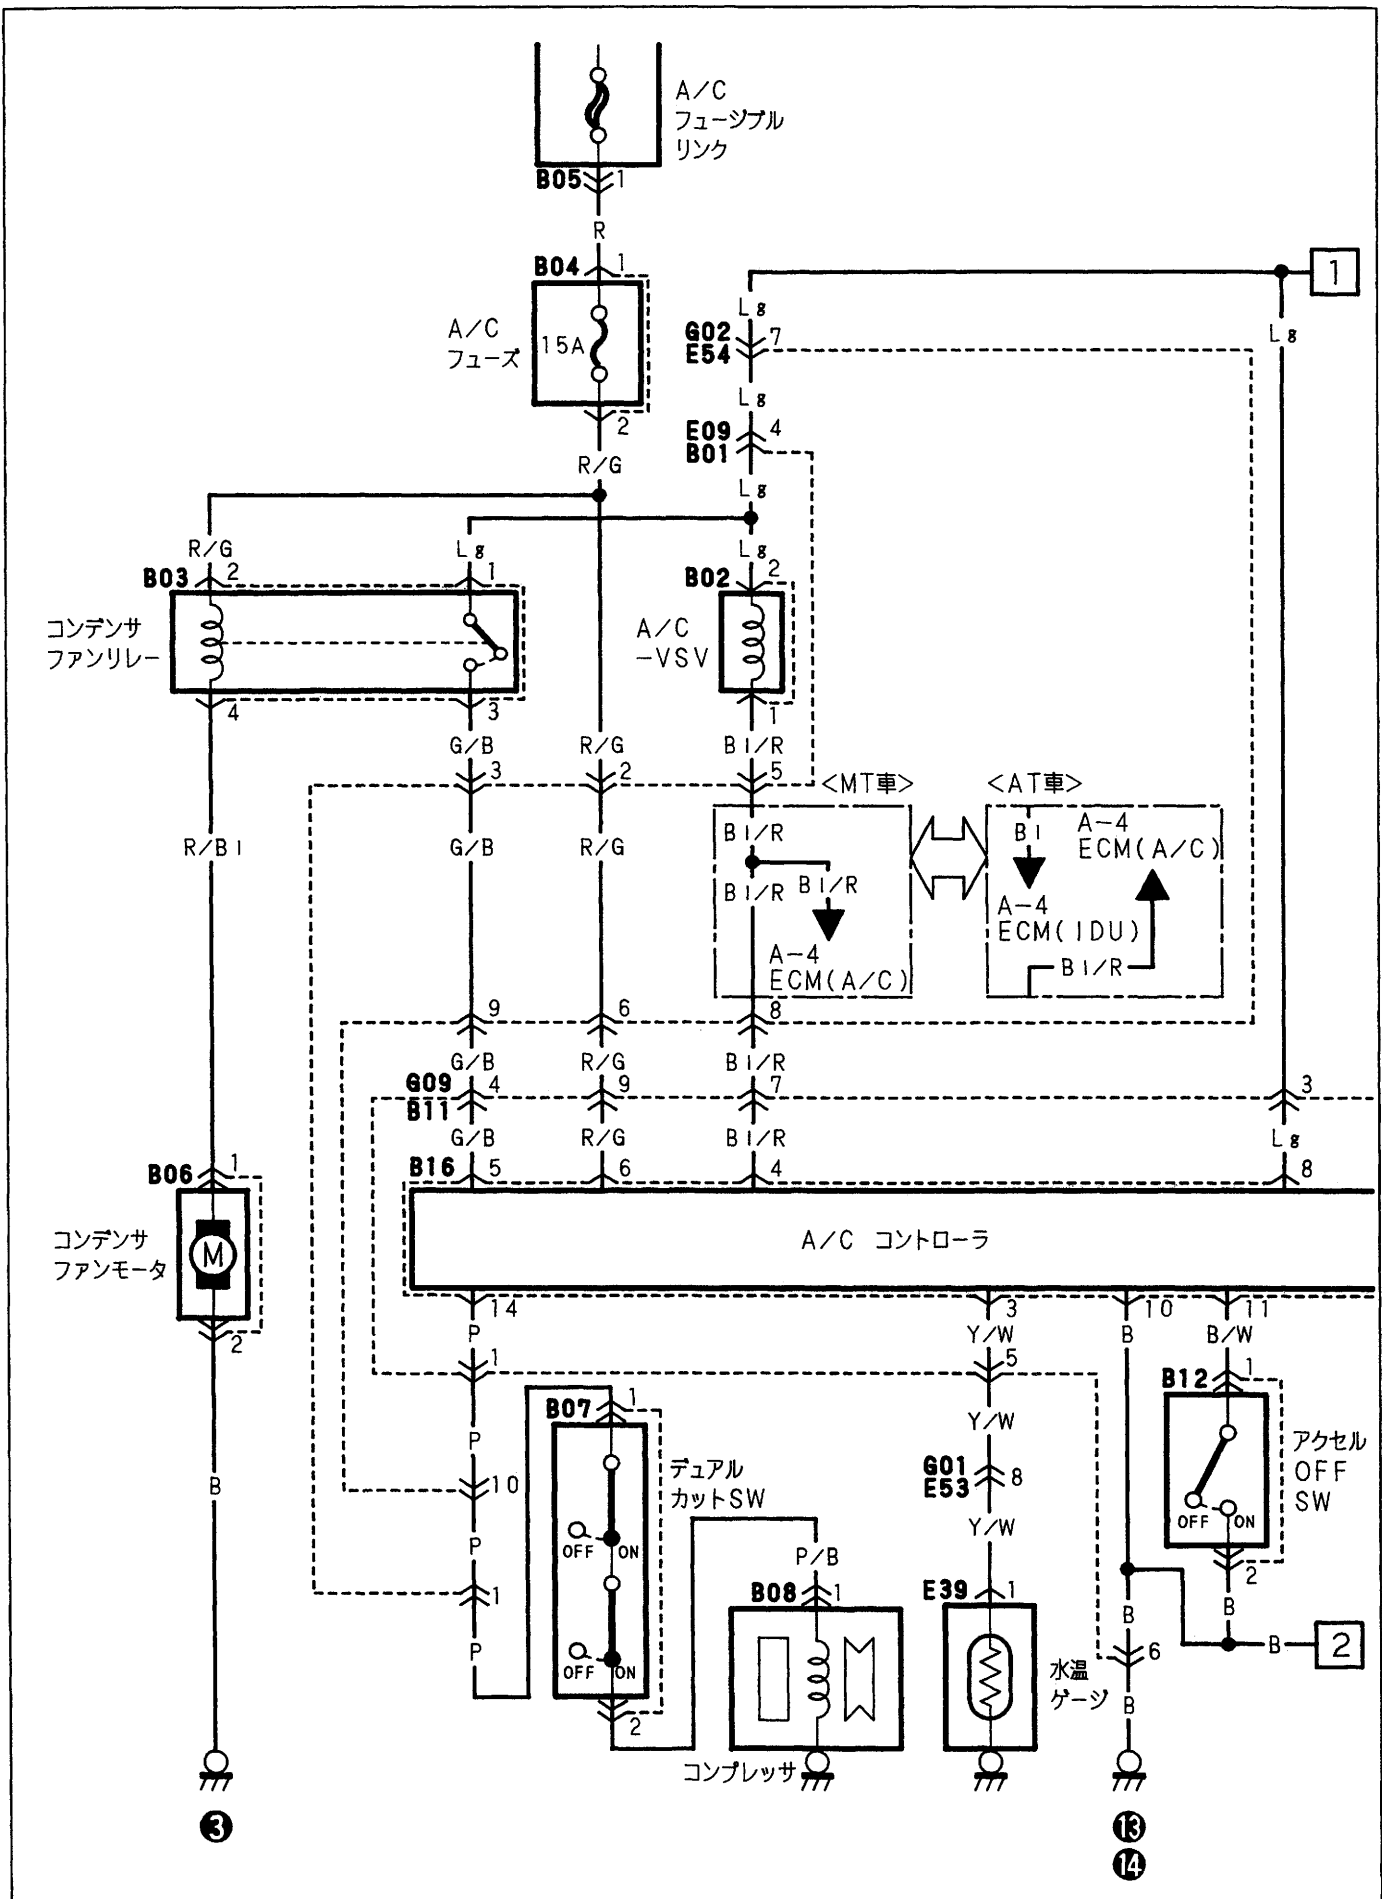 A/C
フュージブル
リンク
B05 1
R
B04 1
1
A/C
フューズ
15A
2
R/G
Lg
G02 7
E54
Lg
Lg
E09 4
B01
Lg
R/G
Lg
Lg
B03 2
1
B02 2
コンデンサ
ファンリレー
A/C
-VSV
4
3
1
G/B
R/G
Bl/R
3
2
5
<MT車>
<AT車>
R/Bl
G/B
R/G
Bl/R
Bl/R
Bl/R
A-4
ECM(A/C)
Bl
A-4
ECM(IDU)
A-4
ECM(A/C)
Bl/R
9
6
8
G/B
R/G
Bl/R
G09 4
B11
9
7
3
G/B
R/G
Bl/R
Lg
B06 1
B16 5
6
4
8
コンデンサ
ファンモータ
M
A/C コントローラ
2
14
3
10
11
P
Y/W
B
B/W
1
5
B12 1
B07 1
P
Y/W
アクセル
OFF
SW
デュアル
カットSW
B
10
G01 8
E53
OFF ON
P
OFF ON
Y/W
P/B
2
1
B08 1
E39 1
B
B
P
OFF ON
水温
ゲージ
6
B
2
2
B
コンプレッサ
3
13
14